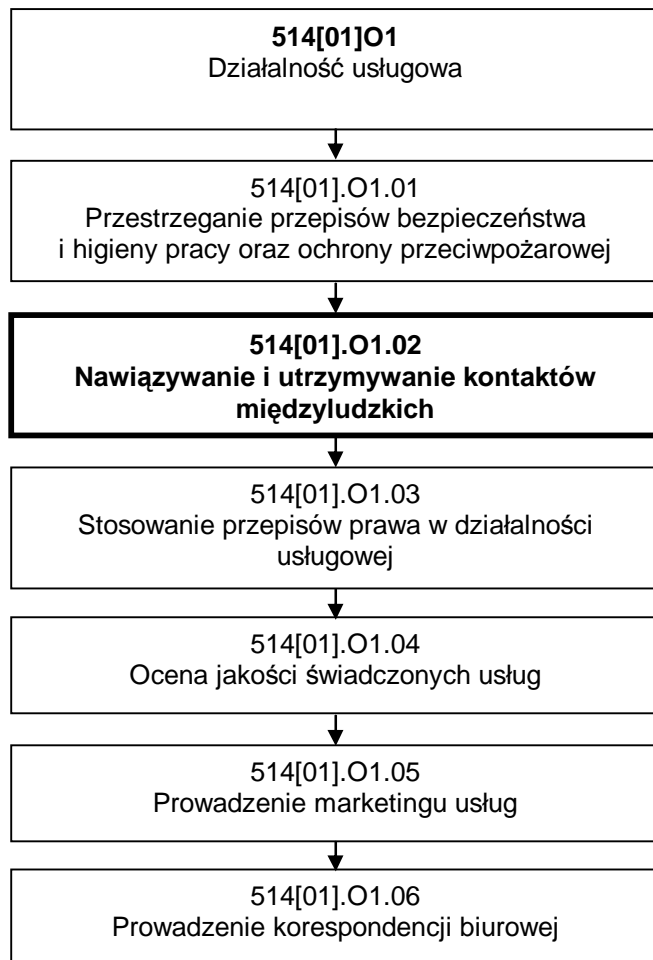 514[01]O1
Działalność usługowa
514[01].O1.01
Przestrzeganie przepisów bezpieczeństwa
i higieny pracy oraz ochrony przeciwpożarowej
514[01].O1.02
Nawiązywanie i utrzymywanie kontaktów
międzyludzkich
514[01].O1.03
Stosowanie przepisów prawa w działalności
usługowej
514[01].O1.04
Ocena jakości świadczonych usług
514[01].O1.05
Prowadzenie marketingu usług
514[01].O1.06
Prowadzenie korespondencji biurowej